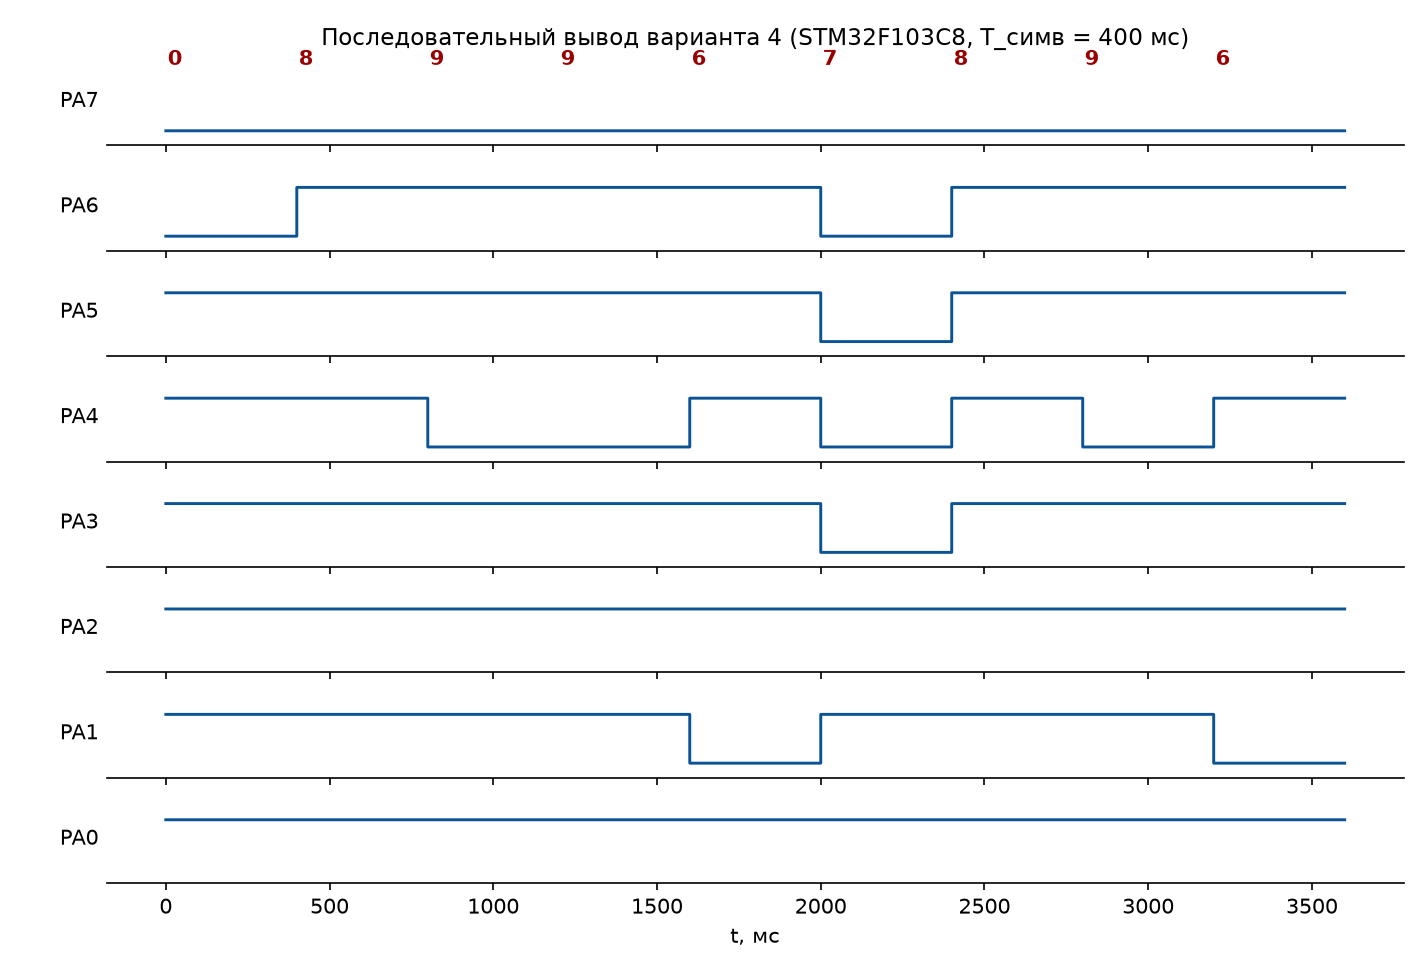 Последовательный вывод варианта 4 (STM32F103C8, T_симв = 400 мс)
0 8 9 9 6 7 8 9 6
PA7
PA6
PA5
PA4
PA3
PA2
PA1
PA0
0 500 1000 1500 2000 2500 3000 3500
t, мс